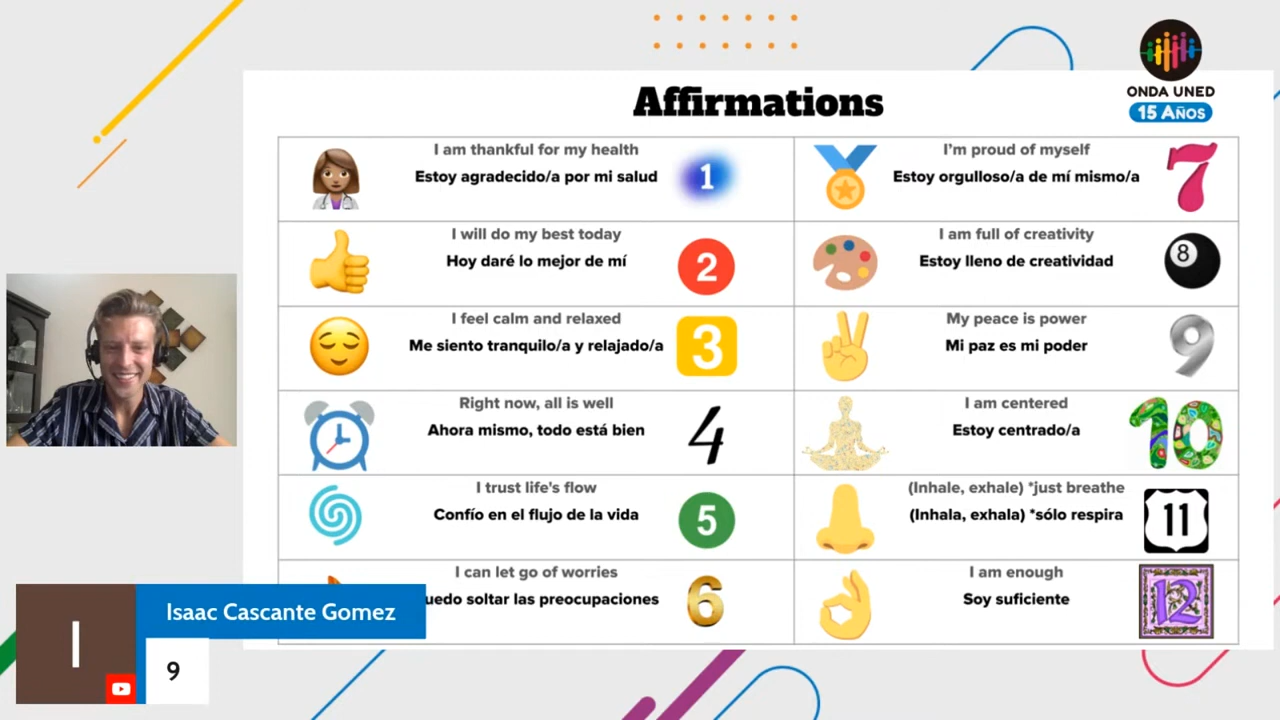 ONDA UNED
15 AÑOS
Affirmations
I am thankful for my health
Estoy agradecido/a por mi salud
1
I will do my best today
Hoy daré lo mejor de mí
2
I feel calm and relaxed
Me siento tranquilo/a y relajado/a
3
Right now, all is well
Ahora mismo, todo está bien
4
I trust life's flow
Confío en el flujo de la vida
5
I can let go of worries
soltar las preocupaciones
6
I'm proud of myself
Estoy orgulloso/a de mí mismo/a
7
I am full of creativity
Estoy lleno de creatividad
8
My peace is power
Mi paz es mi poder
9
I am centered
Estoy centrado/a
10
(Inhale, exhale) *just breathe
(Inhala, exhala) *sólo respira
11
I am enough
Soy suficiente
12
I
Isaac Cascante Gomez
9